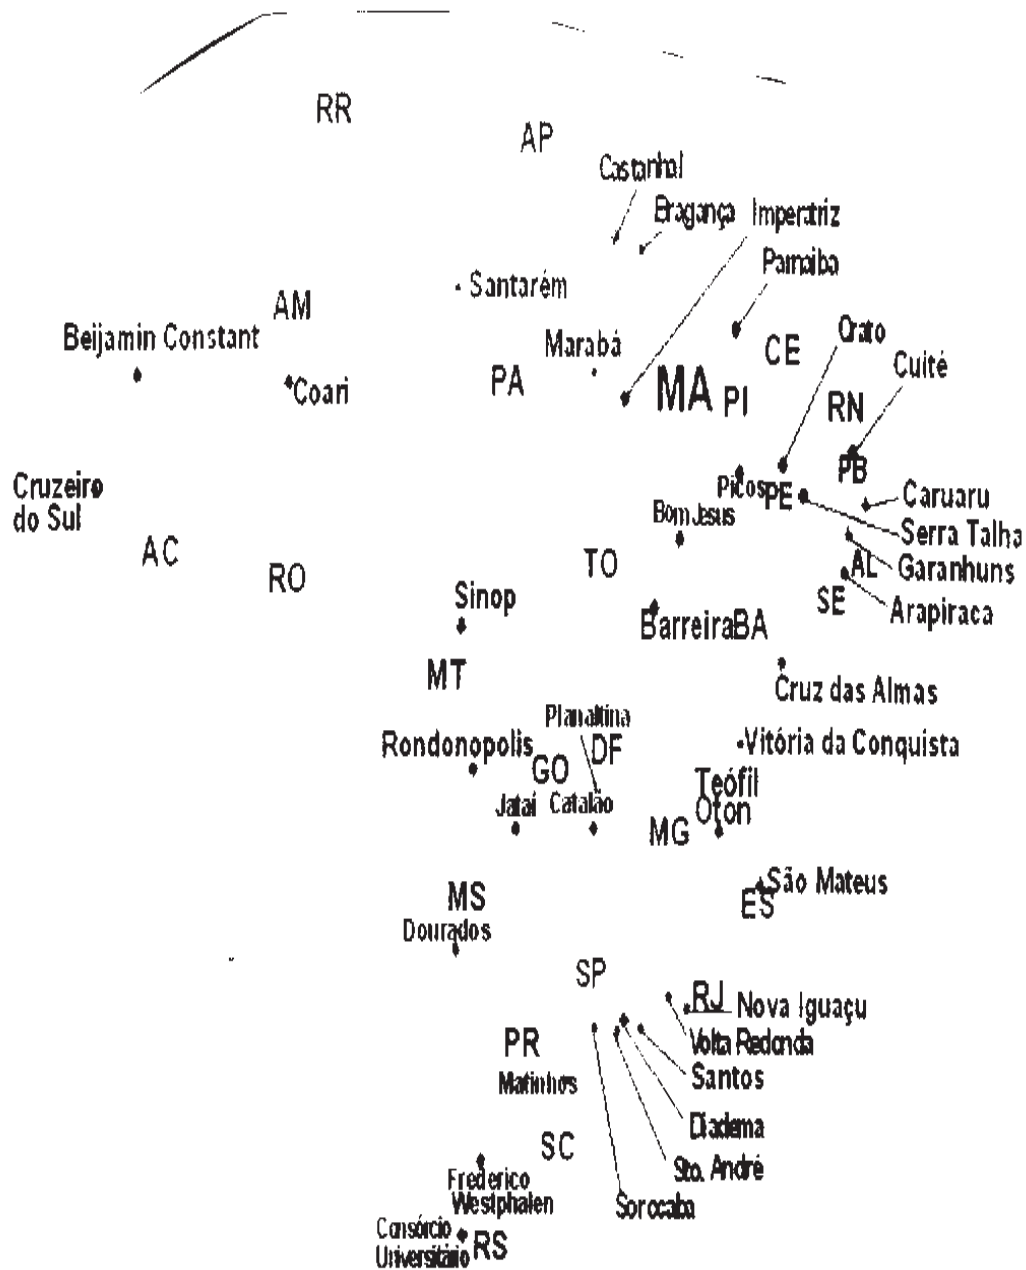 RR
AP
Castanhal
Bragança
Imperatriz
Parnaiba
Santarém
AM
Beijamin Constant
Marabá
CE
Crato
Cuité
Coari
PA
MA
PI
RN
PB
Picos
PE
Cruzeiro
do Sul
Caruaru
Bom Jesus
Serra Talha
AC
RO
TO
AL
Garanhuns
SE
Arapiraca
Sinop
Barreira
BA
MT
Cruz das Almas
Planaltina
Rondonopolis
DF
Vitória da Conquista
GO
Teófil
Oton
Jataí
Catalão
MG
MS
São Mateus
ES
Dourados
SP
RJ
Nova Iguaçu
PR
Volta Redonda
Matinhos
Santos
Diadema
SC
Sto. André
Frederico
Westphalen
Sorocaba
Consórcio
Universitário
RS